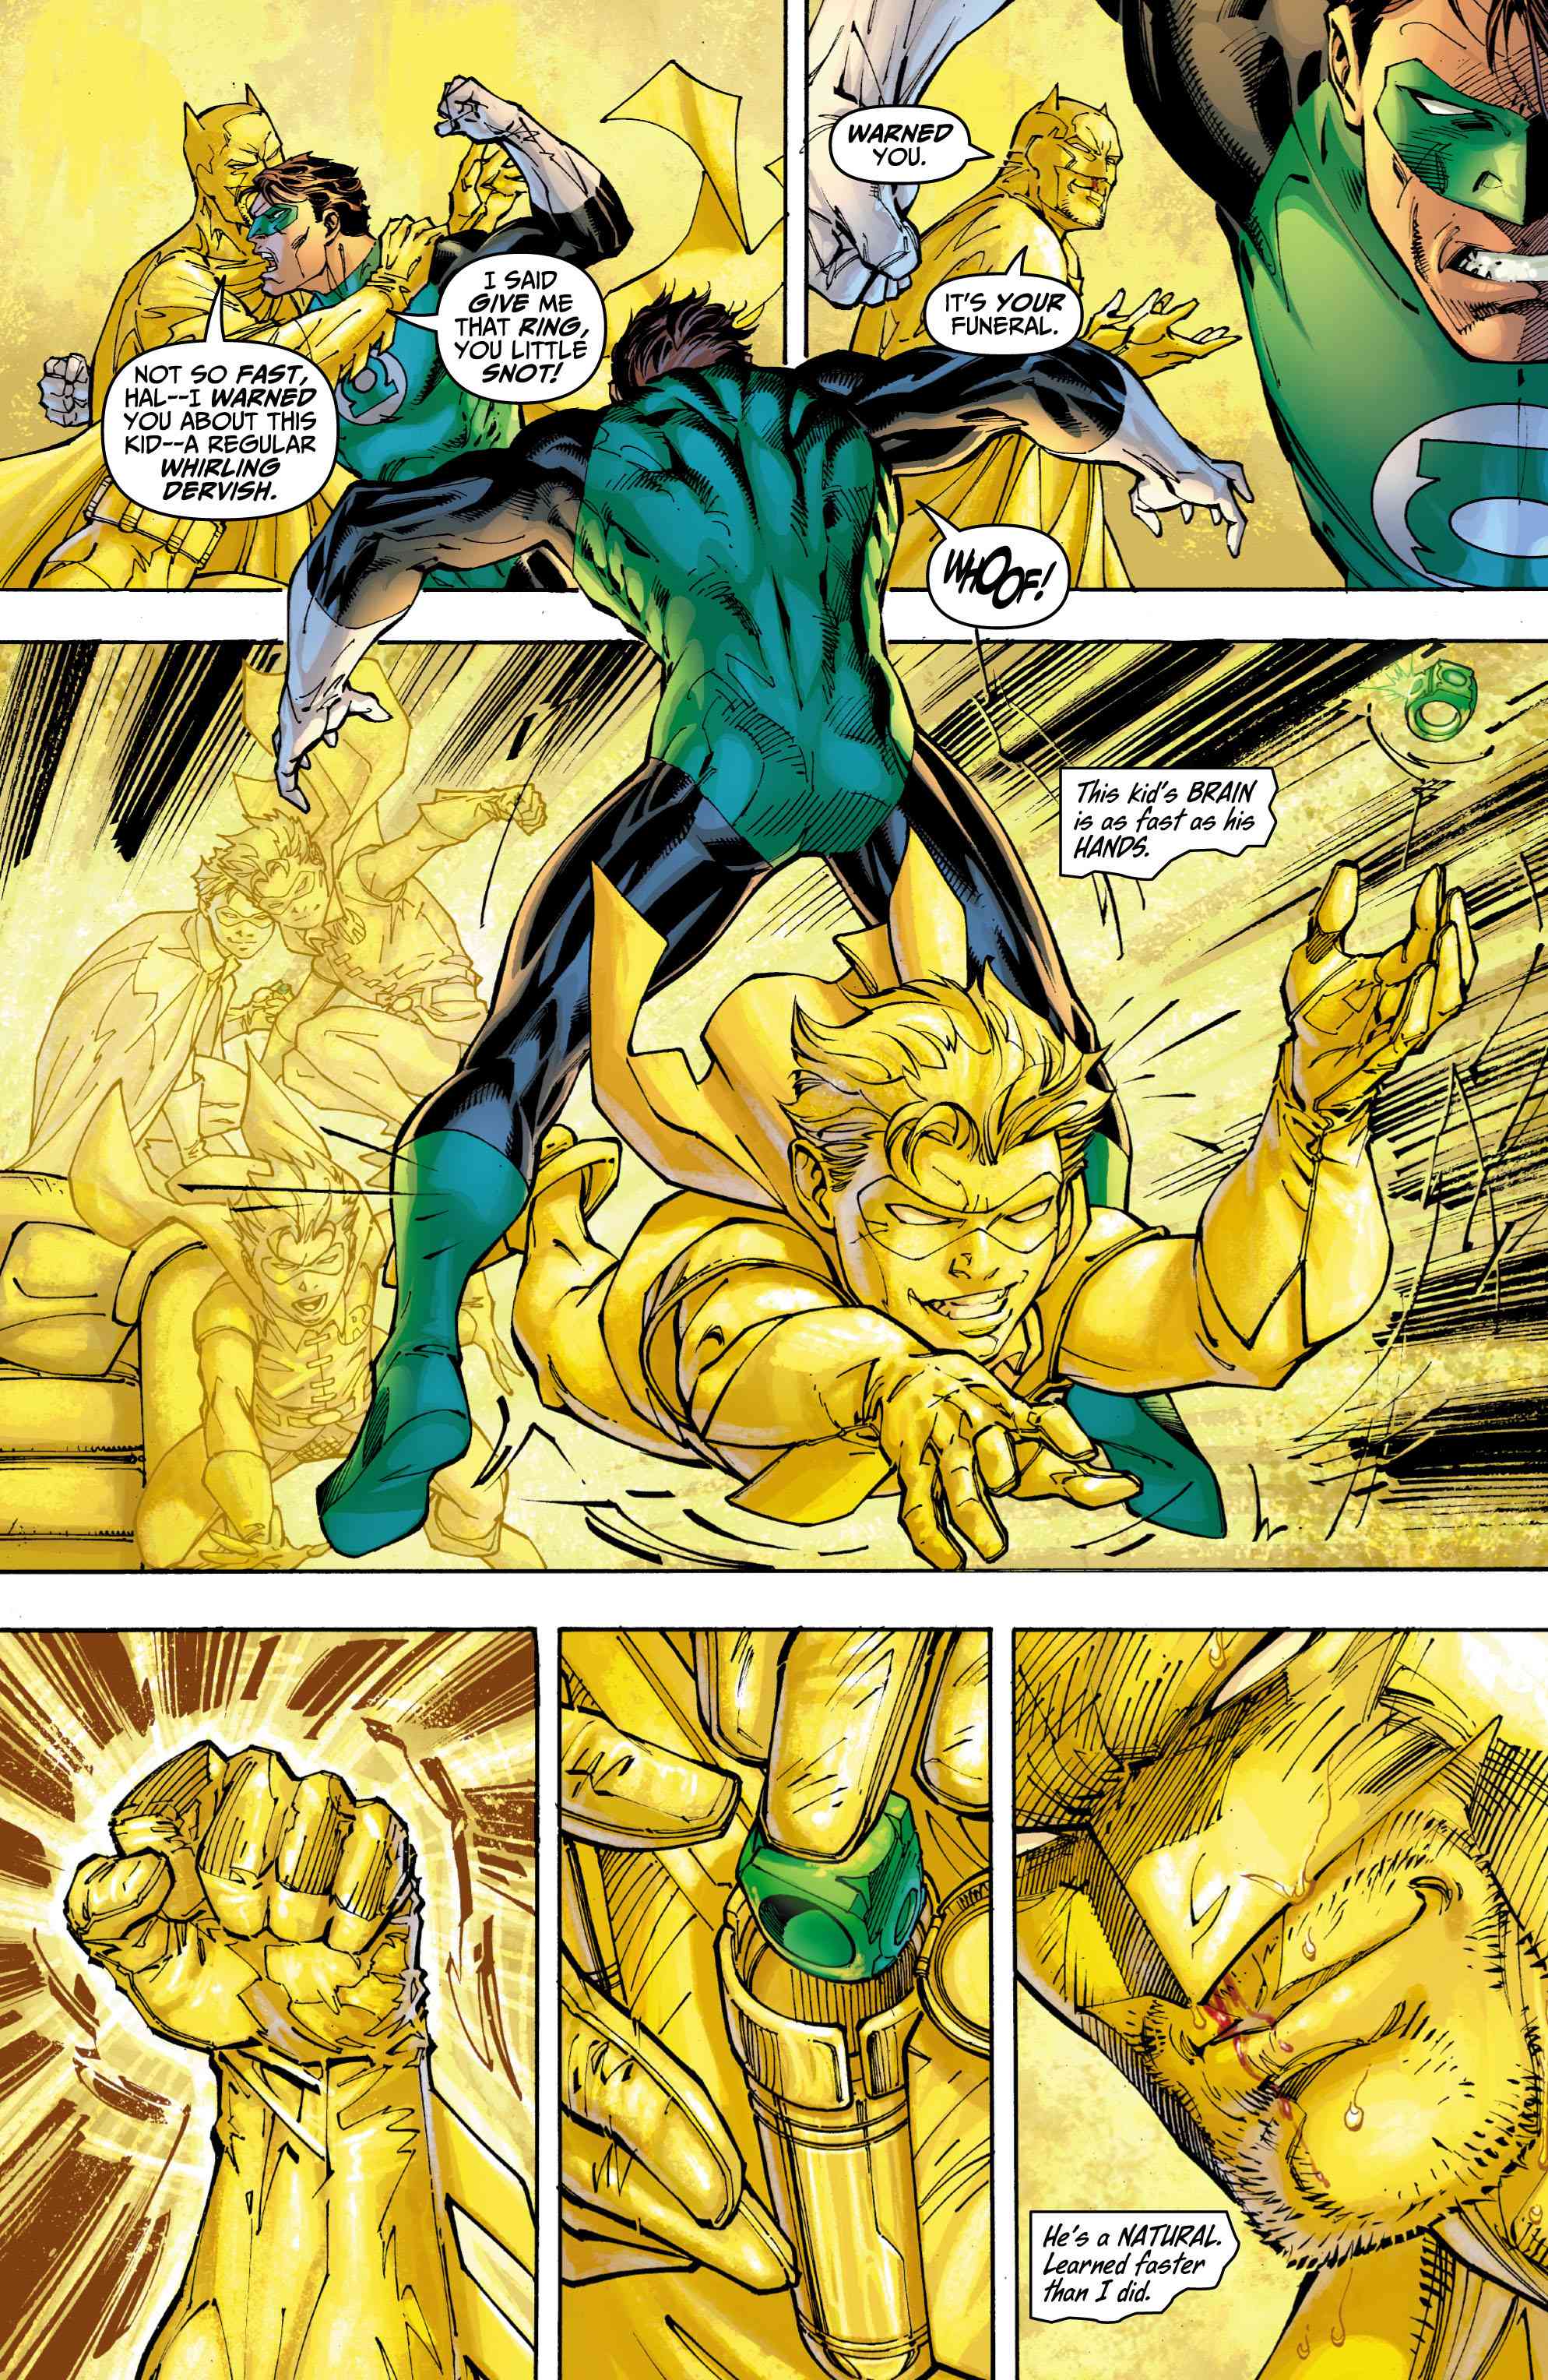 NOT SO FAST,
HAL--I WARNED
YOU ABOUT THIS
KID--A REGULAR
WHIRLING
DERVISH.
I SAID
GIVE ME
THAT RING,
YOU LITTLE
SNOT!
WARNED
YOU.
IT'S YOUR
FUNERAL.
WHOOF!
This kid's BRAIN
is as fast as his
HANDS.
R
He's a NATURAL.
Learned faster
than I did.